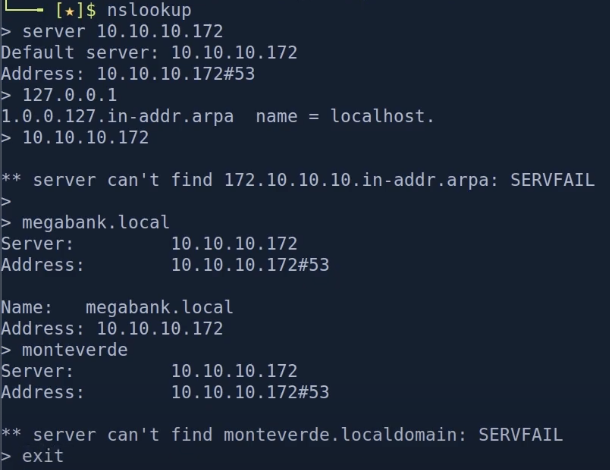 └──╼ [★]$ nslookup
> server 10.10.10.172
Default server: 10.10.10.172
Address: 10.10.10.172#53
> 127.0.0.1
1.0.0.127.in-addr.arpa  name = localhost.
> 10.10.10.172
** server can't find 172.10.10.10.in-addr.arpa: SERVFAIL
>
> megabank.local
Server:         10.10.10.172
Address:        10.10.10.172#53
Name:   megabank.local
Address: 10.10.10.172
> monteverde
Server:         10.10.10.172
Address:        10.10.10.172#53
** server can't find monteverde.localdomain: SERVFAIL
> exit